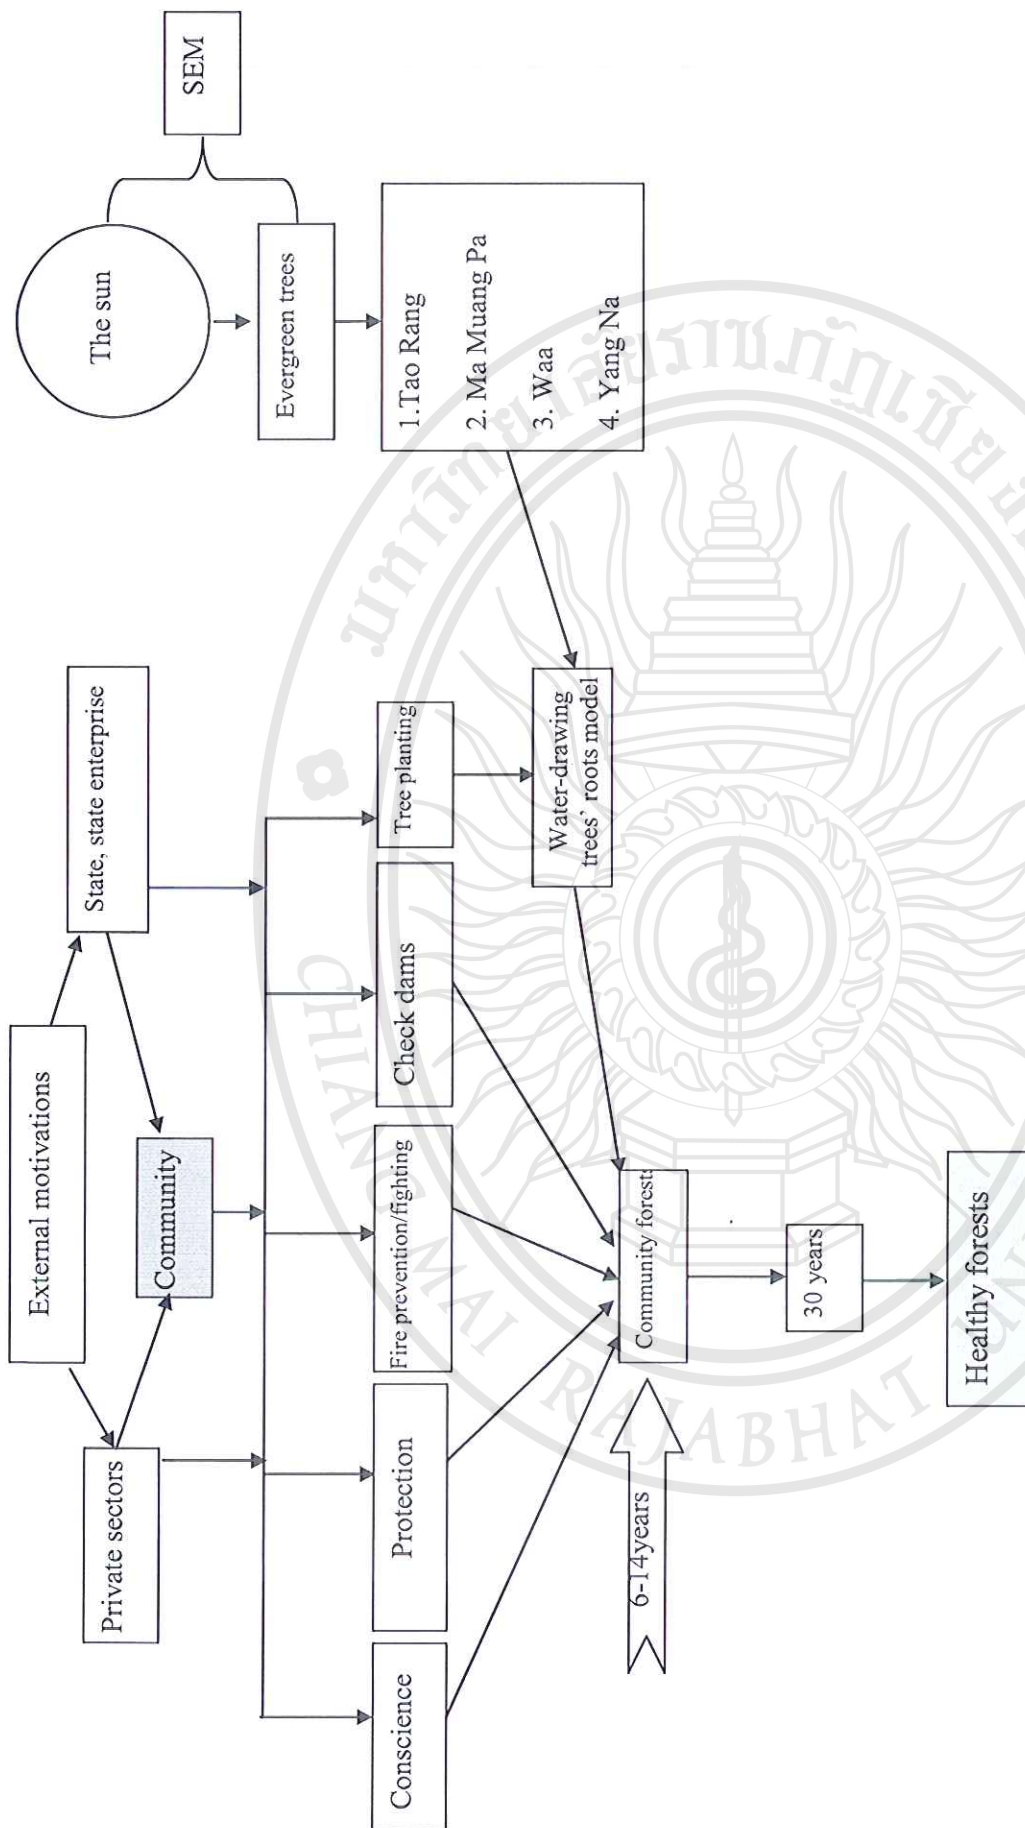 External motivations
Private sectors
State, state enterprise
Community
Conscience
Protection
Fire prevention/fighting
Check dams
Tree planting
The sun
SEM
Evergreen trees
1.Tao Rang
2. Ma Muang Pa
3. Waa
4. Yang Na
Water-drawing
trees' roots model
6-14years
Community forests
30 years
Healthy forests
CHIANG MAI RAJABHAT UN